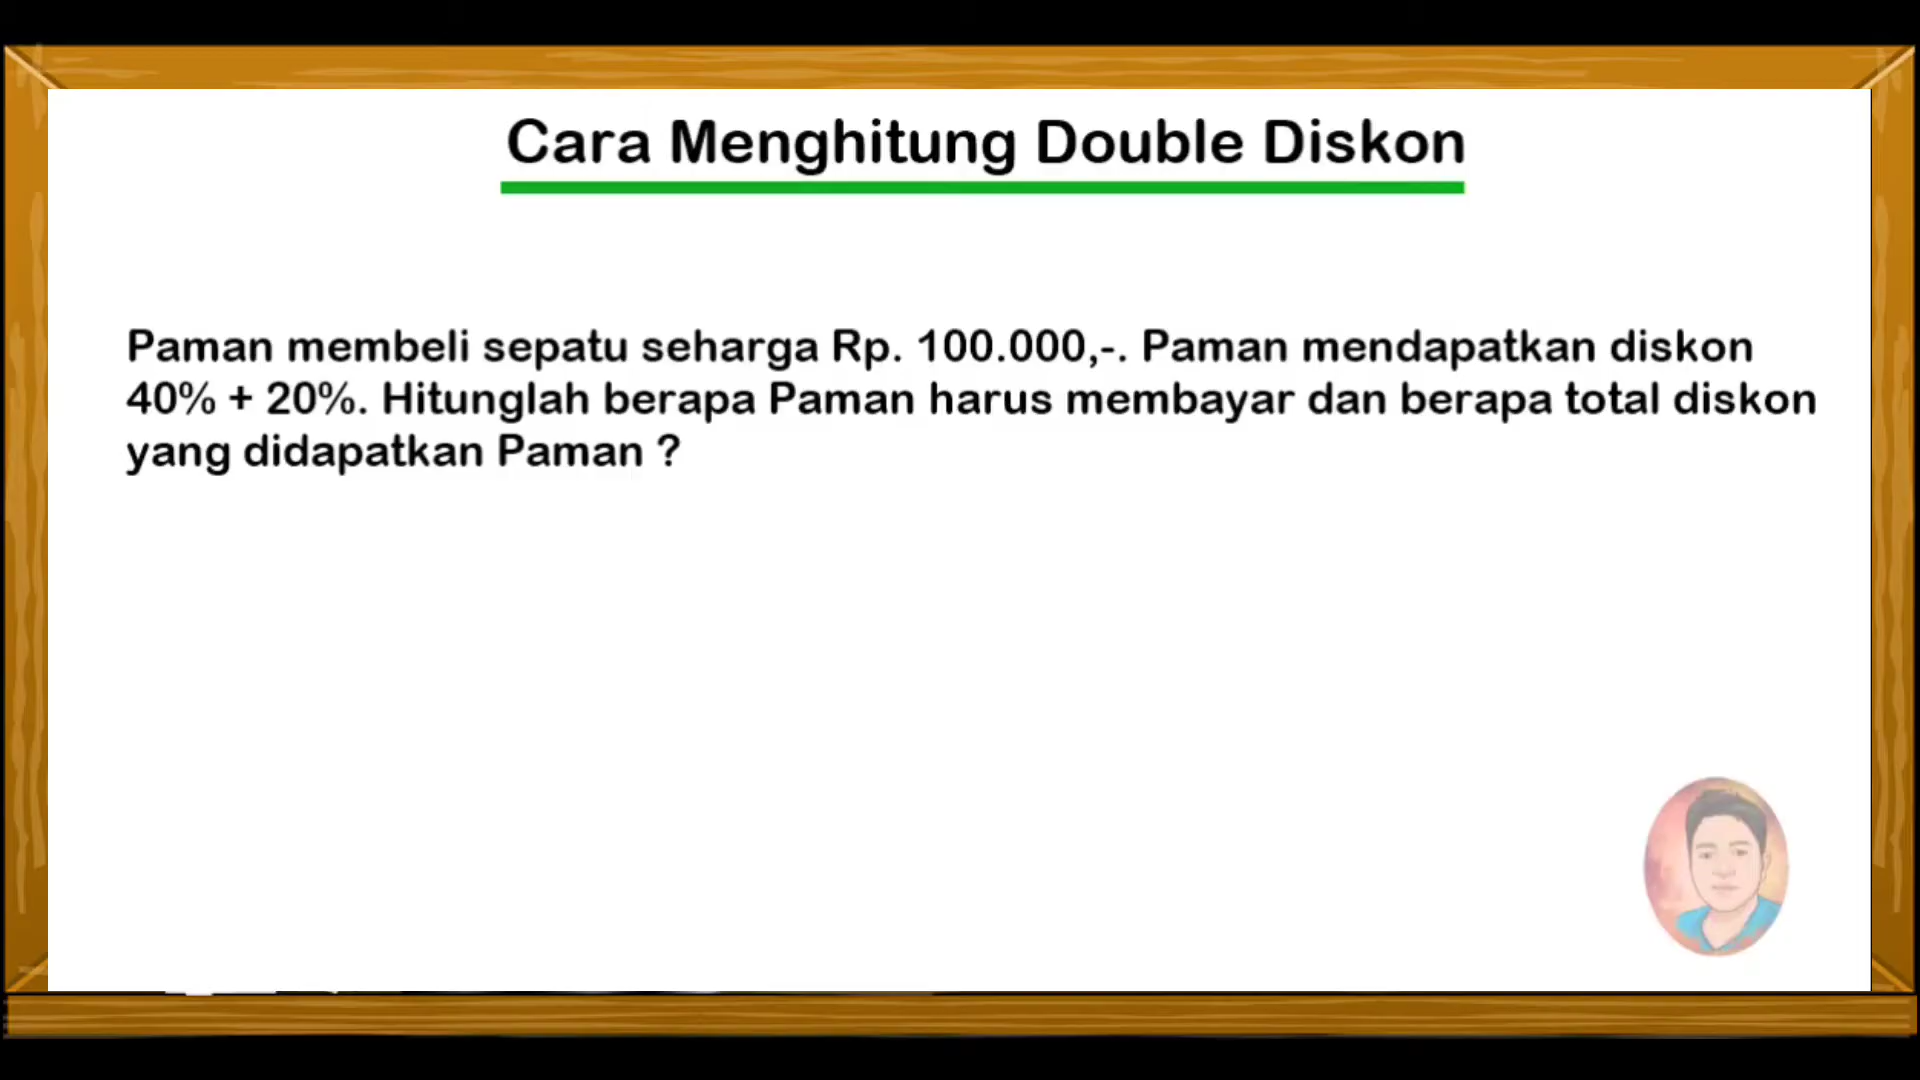 Cara Menghitung Double Diskon
Paman membeli sepatu seharga Rp. 100.000,-. Paman mendapatkan diskon
40% + 20%. Hitunglah berapa Paman harus membayar dan berapa total diskon
yang didapatkan Paman ?